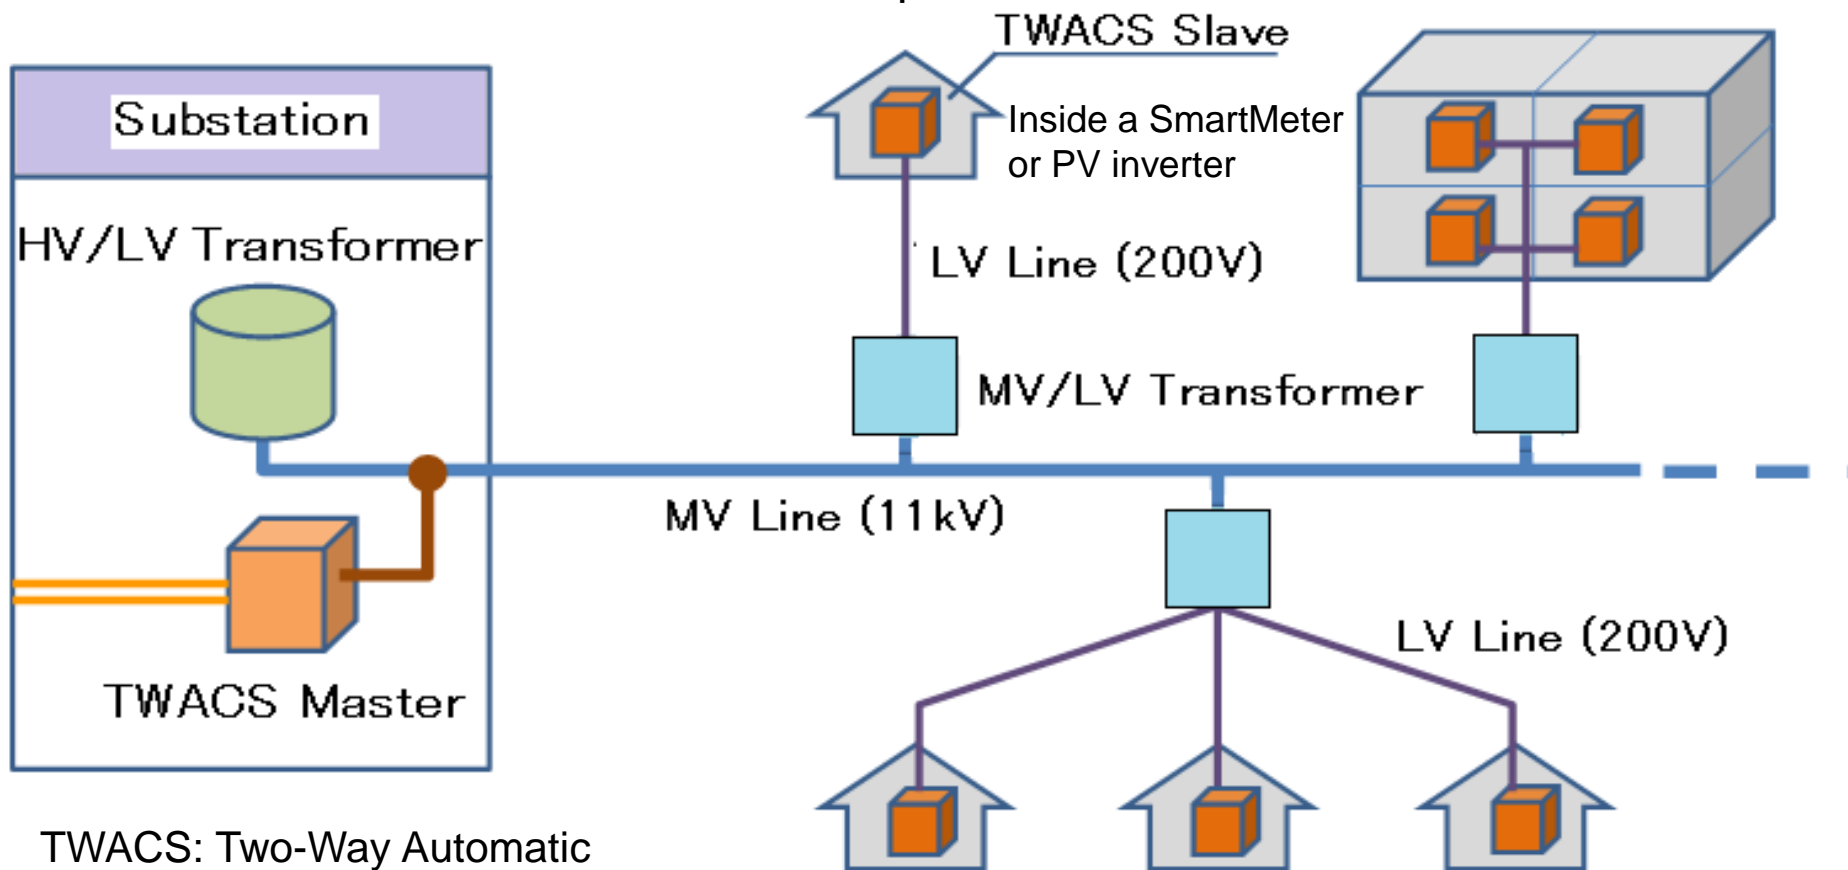 TWACS Slave
Substation
Inside a SmartMeter
or PV inverter
HV/LV Transformer
LV Line (200V)
MV/LV Transformer
MV Line (11kV)
LV Line (200V)
TWACS Master
TWACS: Two-Way Automatic